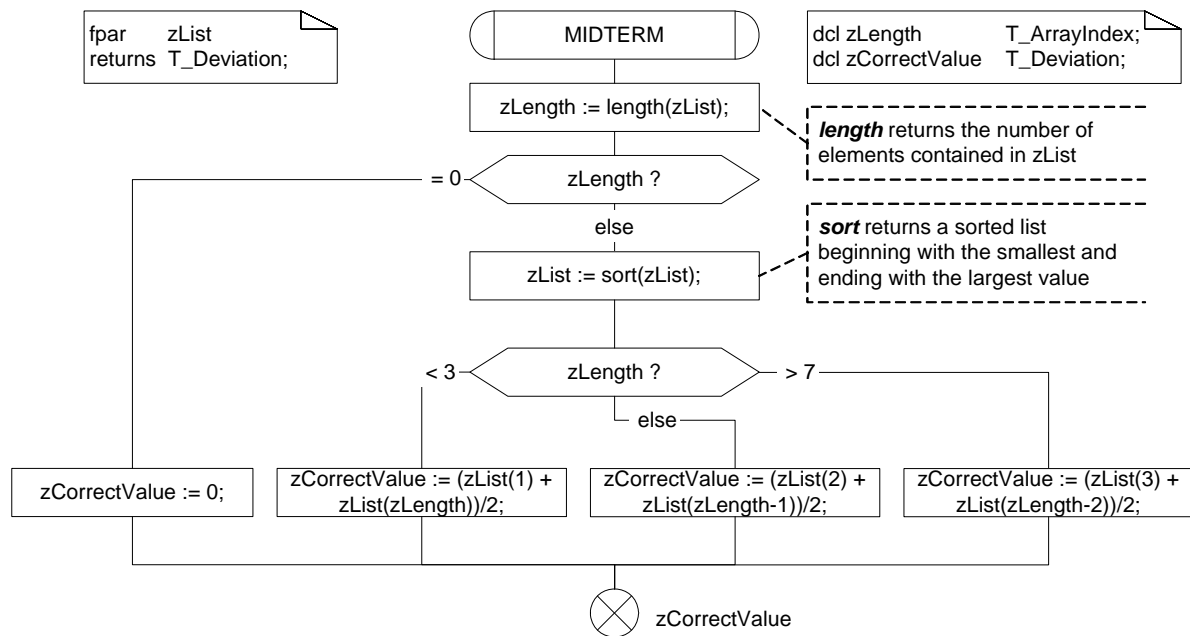 fpar zList
returns T_Deviation;
MIDTERM
dcl zLength T_ArrayIndex;
dcl zCorrectValue T_Deviation;
zLength := length(zList);
length returns the number of
elements contained in zList
= 0
zLength ?
else
sort returns a sorted list
beginning with the smallest and
ending with the largest value
zList := sort(zList);
< 3
zLength ?
> 7
else
zCorrectValue := 0;
zCorrectValue := (zList(1) +
zList(zLength))/2;
zCorrectValue := (zList(2) +
zList(zLength-1))/2;
zCorrectValue := (zList(3) +
zList(zLength-2))/2;
zCorrectValue